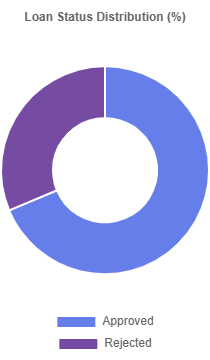 Loan Status Distribution (%)
Approved
Rejected